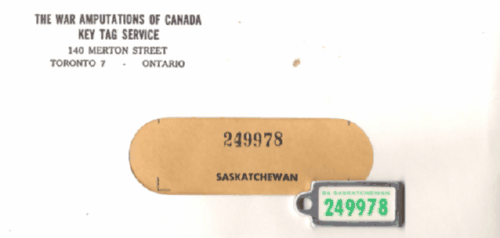 THE WAR AMPUTATIONS OF CANADA
KEY TAG SERVICE
140 MERTON STREET
TORONTO 7 - ONTARIO
249978
SASKATCHEWAN
SASKATCHEWAN
249978